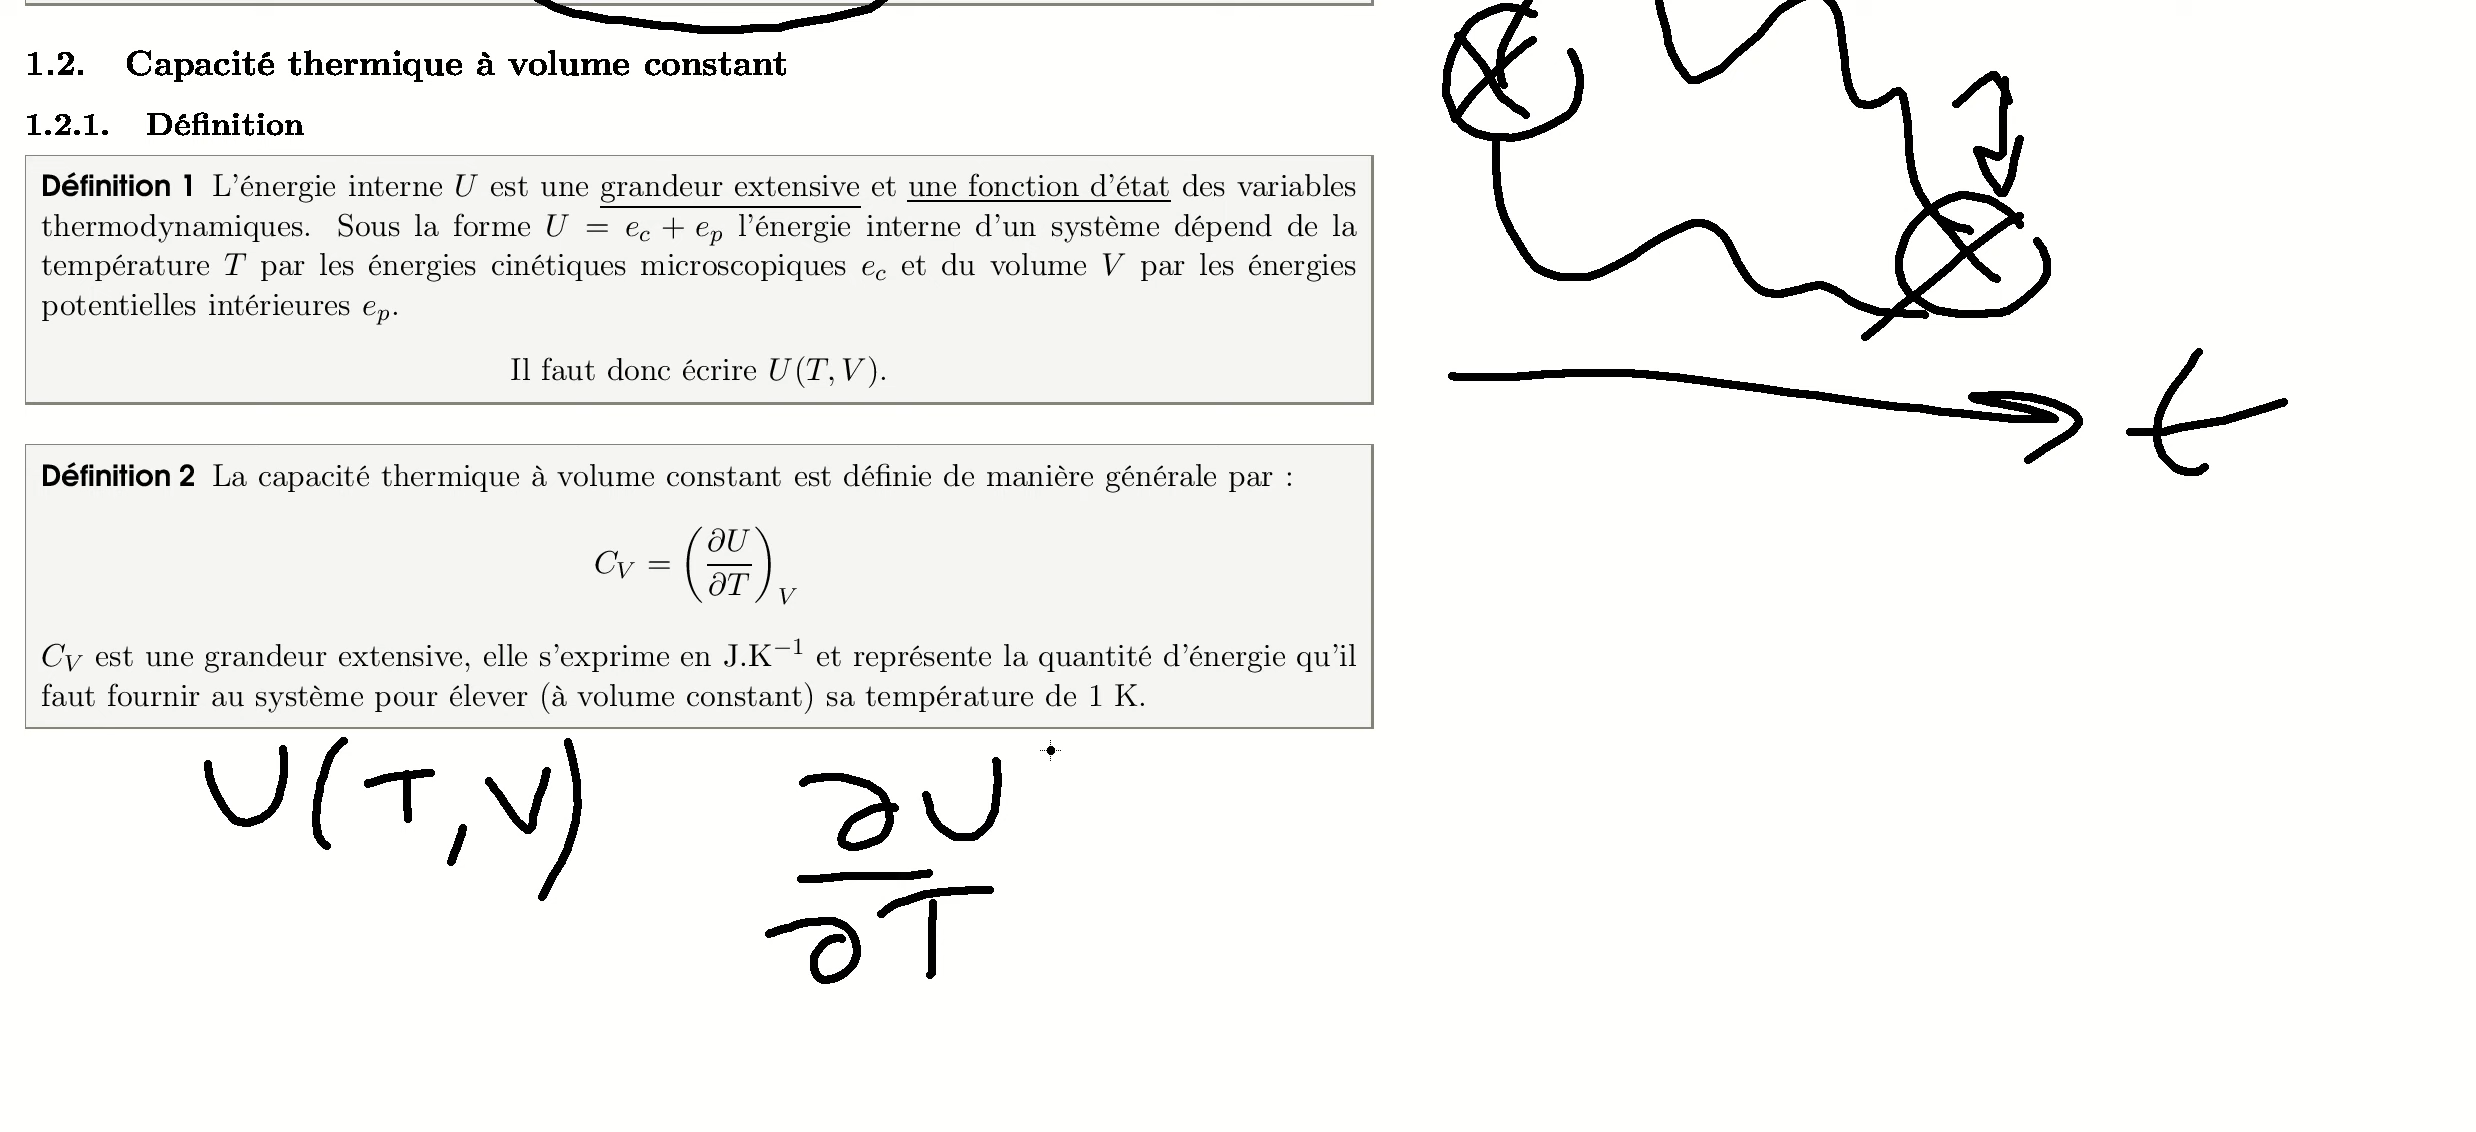 1.2. Capacité thermique à volume constant
1.2.1. Définition
Définition 1 L'énergie interne U est une grandeur extensive et une fonction d'état des variables
thermodynamiques. Sous la forme U = e_c + e_p l'énergie interne d'un système dépend de la
température T par les énergies cinétiques microscopiques e_c et du volume V par les énergies
potentielles intérieures e_p.
Il faut donc écrire U(T, V).
Définition 2 La capacité thermique à volume constant est définie de manière générale par :
C_V = (∂U/∂T)_V
C_V est une grandeur extensive, elle s'exprime en J.K⁻¹ et représente la quantité d'énergie qu'il
faut fournir au système pour élever (à volume constant) sa température de 1 K.
U(T, V)
∂U
∂T
t